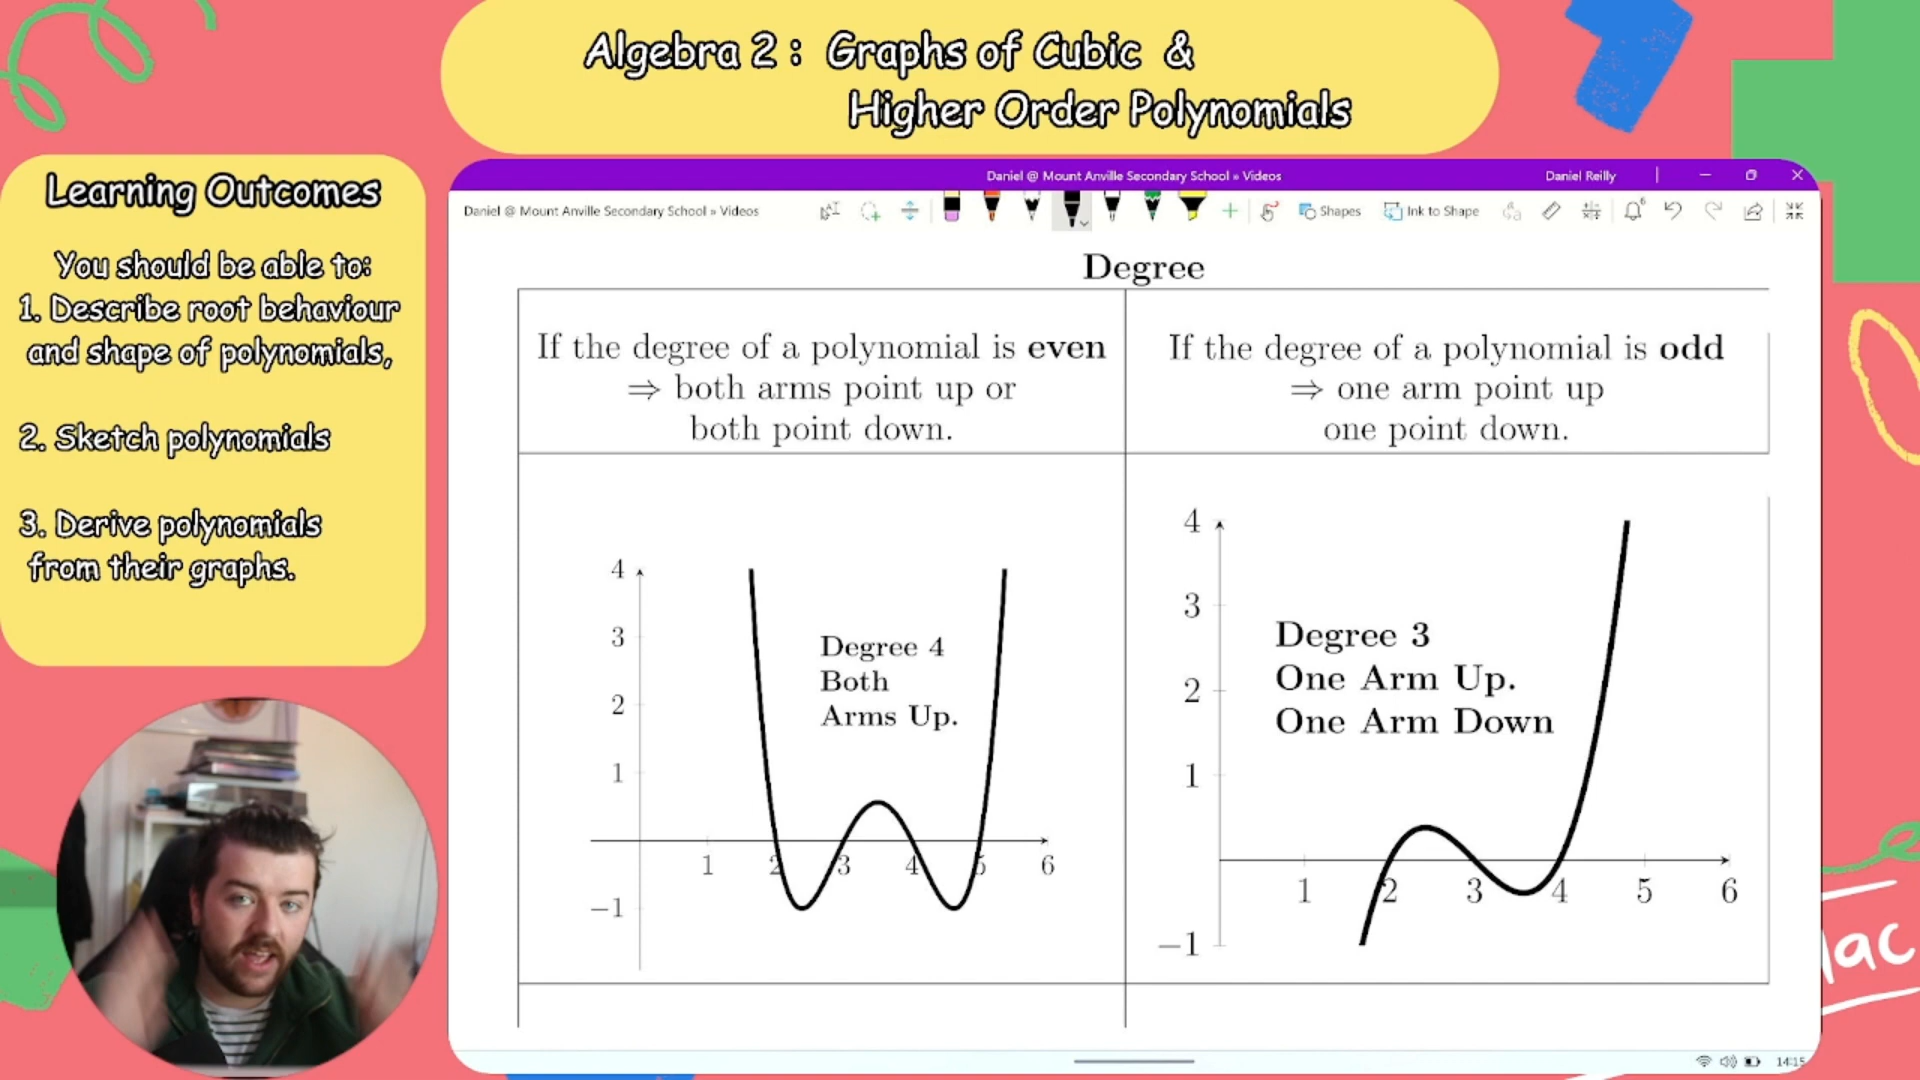 Algebra 2 : Graphs of Cubic &
Higher Order Polynomials
Learning Outcomes
You should be able to:
1. Describe root behaviour
and shape of polynomials,
2. Sketch polynomials
3. Derive polynomials
from their graphs.
Daniel @ Mount Anville Secondary School » Videos
Daniel Reilly
Daniel @ Mount Anville Secondary School » Videos
Shapes
Ink to Shape
6
Degree
If the degree of a polynomial is even
⇒ both arms point up or
both point down.
If the degree of a polynomial is odd
⇒ one arm point up
one point down.
4
3
2
1
−1
1 2 3 4 5 6
Degree 4
Both
Arms Up.
4
3
2
1
−1
1 2 3 4 5 6
Degree 3
One Arm Up.
One Arm Down
14:15